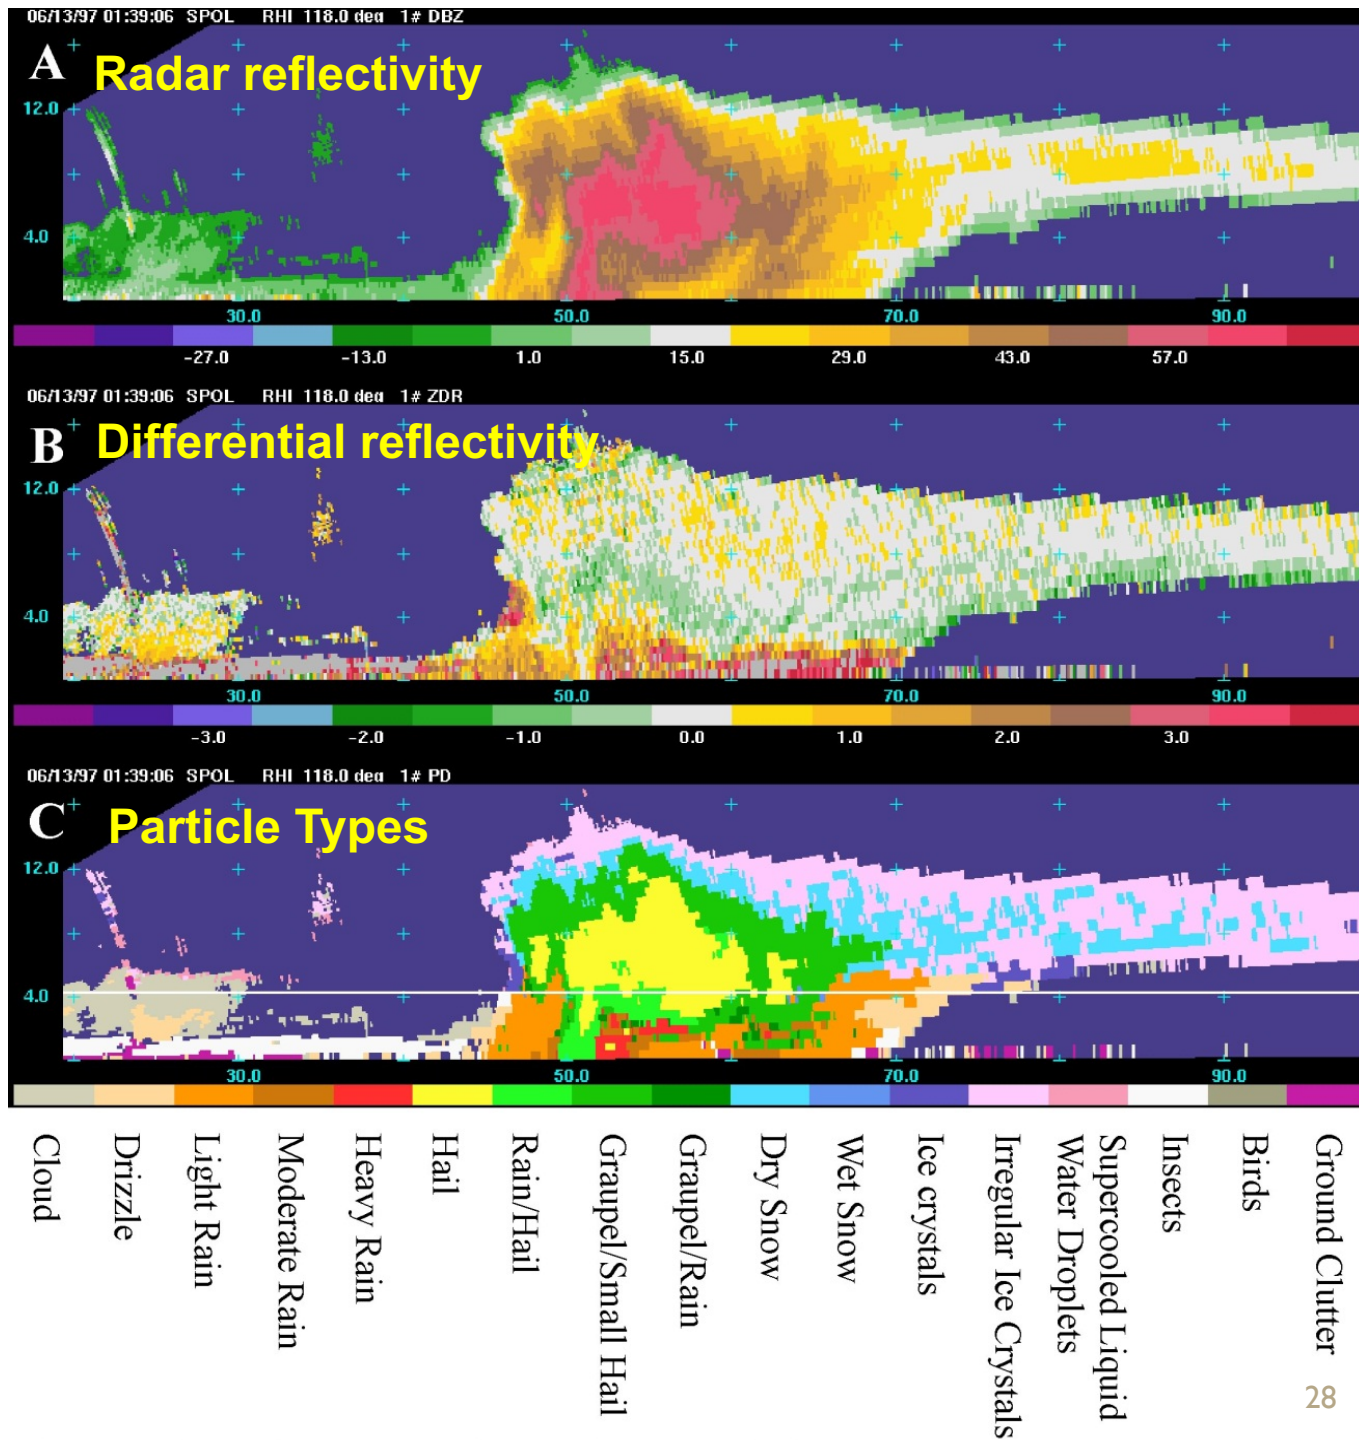 06/13/97 01:39:06 SPOL RHI 118.0 deg 1# DBZ
A Radar reflectivity
12.0
4.0
30.0 50.0 70.0 90.0
-27.0 -13.0 1.0 15.0 29.0 43.0 57.0
06/13/97 01:39:06 SPOL RHI 118.0 deg 1# ZDR
B Differential reflectivity
12.0
4.0
30.0 50.0 70.0 90.0
-3.0 -2.0 -1.0 0.0 1.0 2.0 3.0
06/13/97 01:39:06 SPOL RHI 118.0 deg 1# PD
C Particle Types
12.0
4.0
30.0 50.0 70.0 90.0
Cloud
Drizzle
Light Rain
Moderate Rain
Heavy Rain
Hail
Rain/Hail
Graupel/Small Hail
Graupel/Rain
Dry Snow
Wet Snow
Ice crystals
Irregular Ice Crystals
Supercooled Liquid
Water Droplets
Insects
Birds
Ground Clutter
28